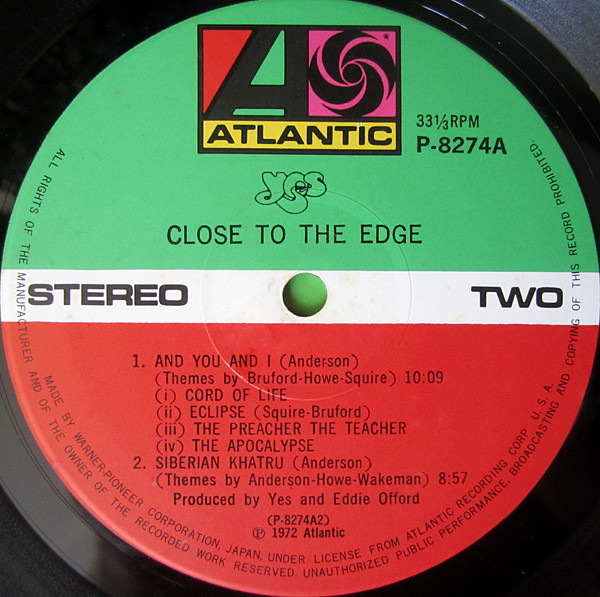 ATLANTIC
33⅓RPM
P-8274A
yes
CLOSE TO THE EDGE
STEREO
TWO
1. AND YOU AND I (Anderson)
(Themes by Bruford-Howe-Squire) 10:09
(i) CORD OF LIFE
(ii) ECLIPSE (Squire-Bruford)
(iii) THE PREACHER THE TEACHER
(iv) THE APOCALYPSE
2. SIBERIAN KHATRU (Anderson)
(Themes by Anderson-Howe-Wakeman) 8:57
Produced by Yes and Eddie Offord
(P-8274A2)
℗ 1972 Atlantic
MADE BY WARNER-PIONEER CORPORATION, JAPAN, UNDER LICENSE FROM ATLANTIC RECORDING CORP. U.S.A.
ALL RIGHTS OF THE MANUFACTURER AND OF THE OWNER OF THE RECORDED WORK RESERVED. UNAUTHORIZED PUBLIC PERFORMANCE, BROADCASTING AND COPYING OF THIS RECORD PROHIBITED.